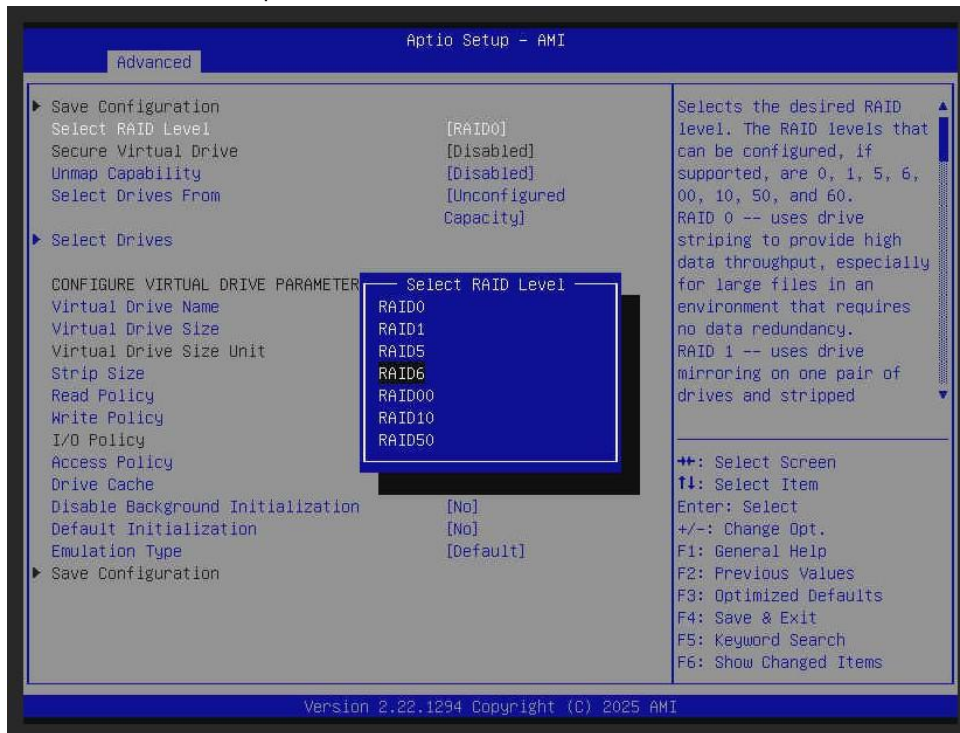 Aptio Setup - AMI
Advanced
Save Configuration
Select RAID Level [RAID0]
Secure Virtual Drive [Disabled]
Unmap Capability [Disabled]
Select Drives From [Unconfigured
Capacity]
Select Drives
CONFIGURE VIRTUAL DRIVE PARAMETER
Virtual Drive Name
Virtual Drive Size
Virtual Drive Size Unit
Strip Size
Read Policy
Write Policy
I/O Policy
Access Policy
Drive Cache
Disable Background Initialization [No]
Default Initialization [No]
Emulation Type [Default]
Save Configuration
Select RAID Level
RAID0
RAID1
RAID5
RAID6
RAID00
RAID10
RAID50
Selects the desired RAID
level. The RAID levels that
can be configured, if
supported, are 0, 1, 5, 6,
00, 10, 50, and 60.
RAID 0 -- uses drive
striping to provide high
data throughput, especially
for large files in an
environment that requires
no data redundancy.
RAID 1 -- uses drive
mirroring on one pair of
drives and stripped
→←: Select Screen
↑↓: Select Item
Enter: Select
+/-: Change Opt.
F1: General Help
F2: Previous Values
F3: Optimized Defaults
F4: Save & Exit
F5: Keyword Search
F6: Show Changed Items
Version 2.22.1294 Copyright (C) 2025 AMI